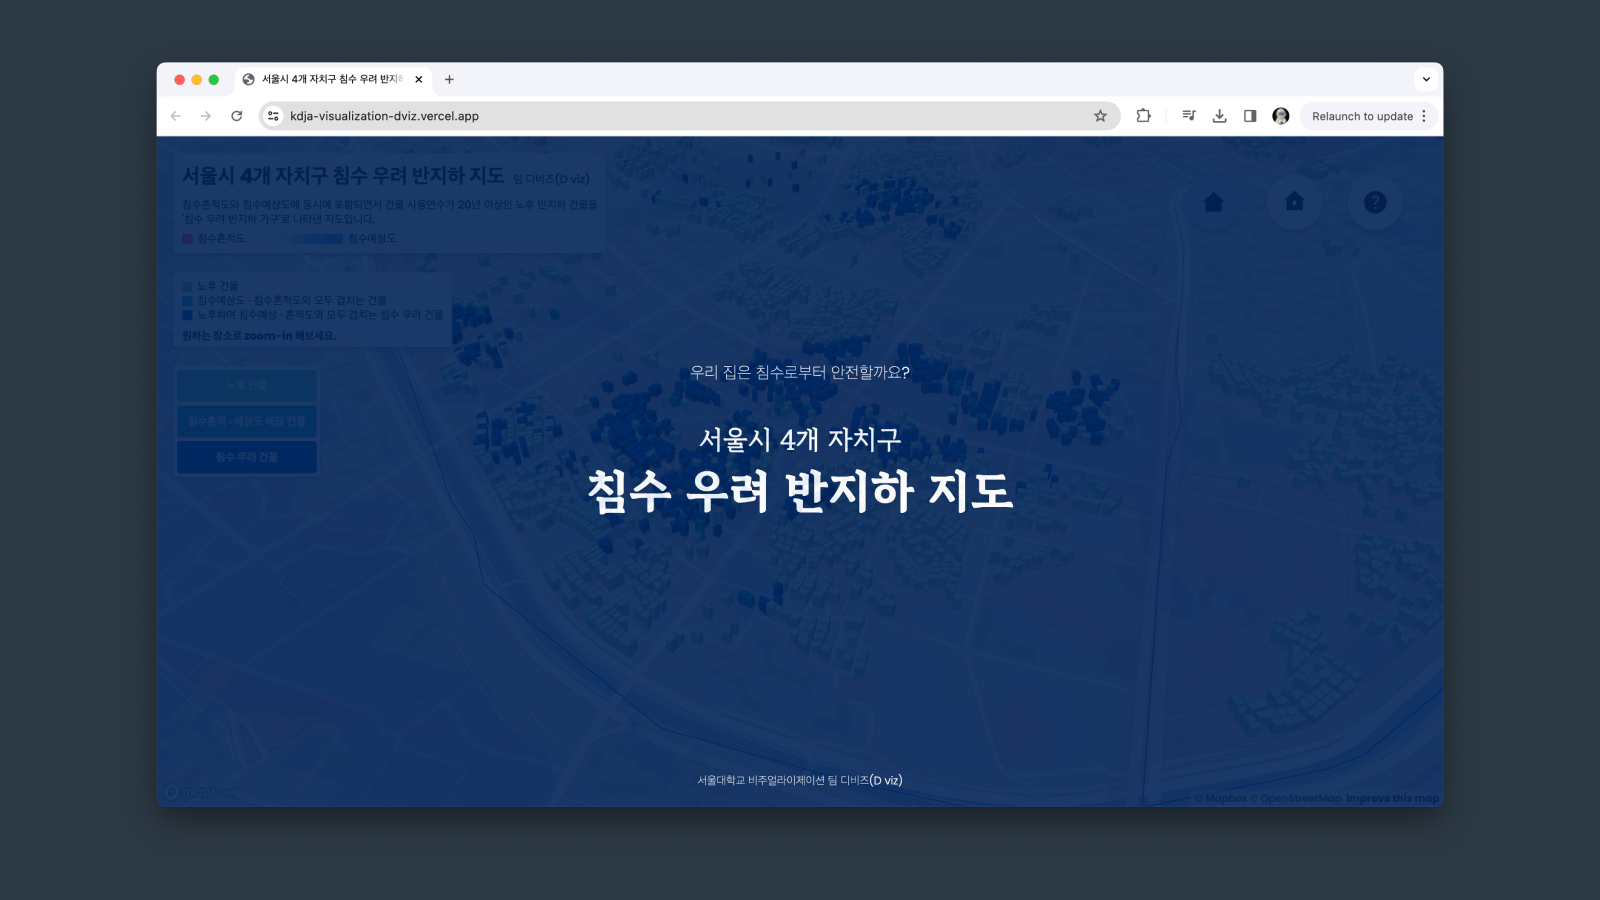 서울시 4개 자치구 침수 우려 반지하
kdja-visualization-dviz.vercel.app
Relaunch to update
서울시 4개 자치구 침수 우려 반지하 지도 팀 디비즈(D viz)
침수흔적도와 침수예상도에 동시에 포함되면서 건물 사용연수가 20년 이상인 노후 반지하 건물을
'침수 우려 반지하 가구'로 나타낸 지도입니다.
침수흔적도 침수예상도
노후 건물
침수예상도 · 침수흔적도와 모두 겹치는 건물
노후하며 침수예상 · 흔적도와 모두 겹치는 침수 우려 건물
원하는 장소로 zoom-in 해보세요.
노후 건물
침수흔적 · 예상도 해당 건물
침수 우려 건물
우리 집은 침수로부터 안전할까요?
서울시 4개 자치구
침수 우려 반지하 지도
서울대학교 비주얼라이제이션 팀 디비즈(D viz)
mapbox
© Mapbox © OpenStreetMap Improve this map